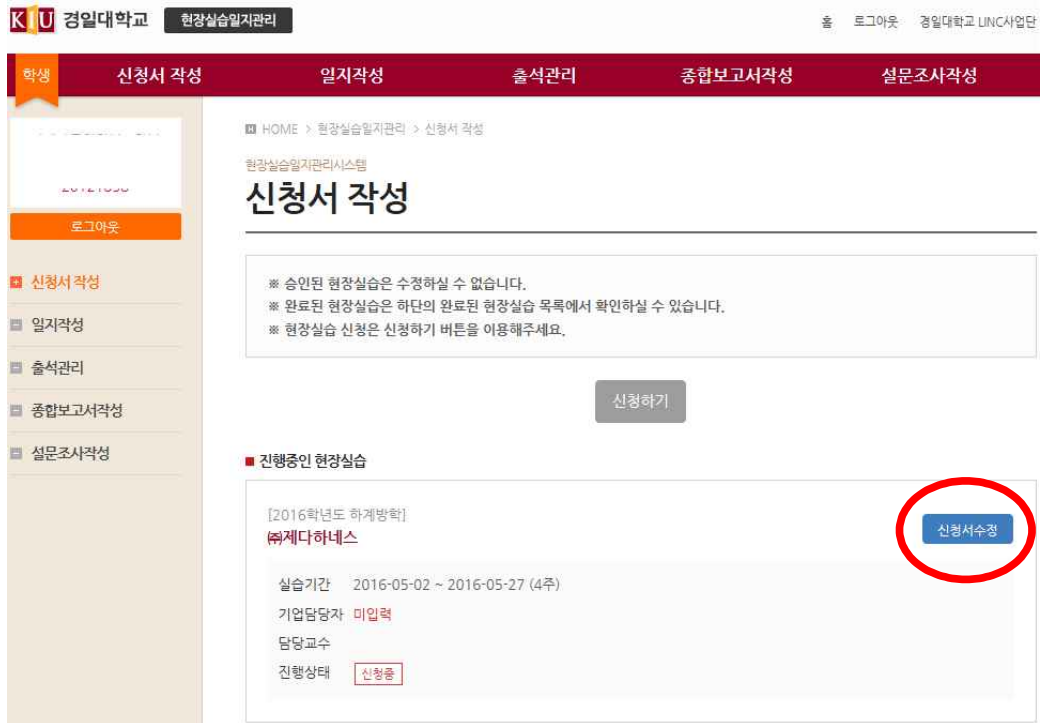 KIU 경일대학교 현장실습일지관리
홈 로그아웃 경일대학교 LINC사업단
학생 신청서 작성 일지작성 출석관리 종합보고서작성 설문조사작성
HOME > 현장실습일지관리 > 신청서 작성
현장실습일지관리시스템
신청서 작성
로그아웃
신청서 작성
일지작성
출석관리
종합보고서작성
설문조사작성
※ 승인된 현장실습은 수정하실 수 없습니다.
※ 완료된 현장실습은 하단의 완료된 현장실습 목록에서 확인하실 수 있습니다.
※ 현장실습 신청은 신청하기 버튼을 이용해주세요.
신청하기
진행중인 현장실습
[2016학년도 하계방학]
㈜제다하네스
신청서수정
실습기간 2016-05-02 ~ 2016-05-27 (4주)
기업담당자 미입력
담당교수
진행상태 신청중